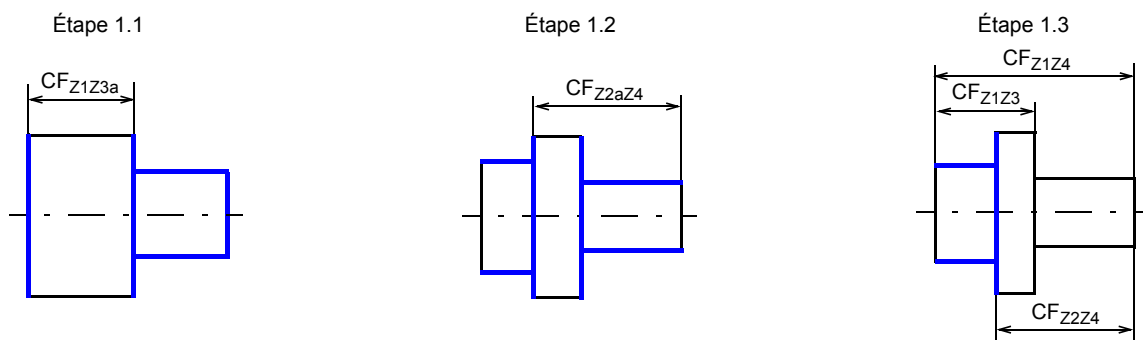 Étape 1.1
Étape 1.2
Étape 1.3
CFZ1Z3a
CFZ2aZ4
CFZ1Z4
CFZ1Z3
CFZ2Z4